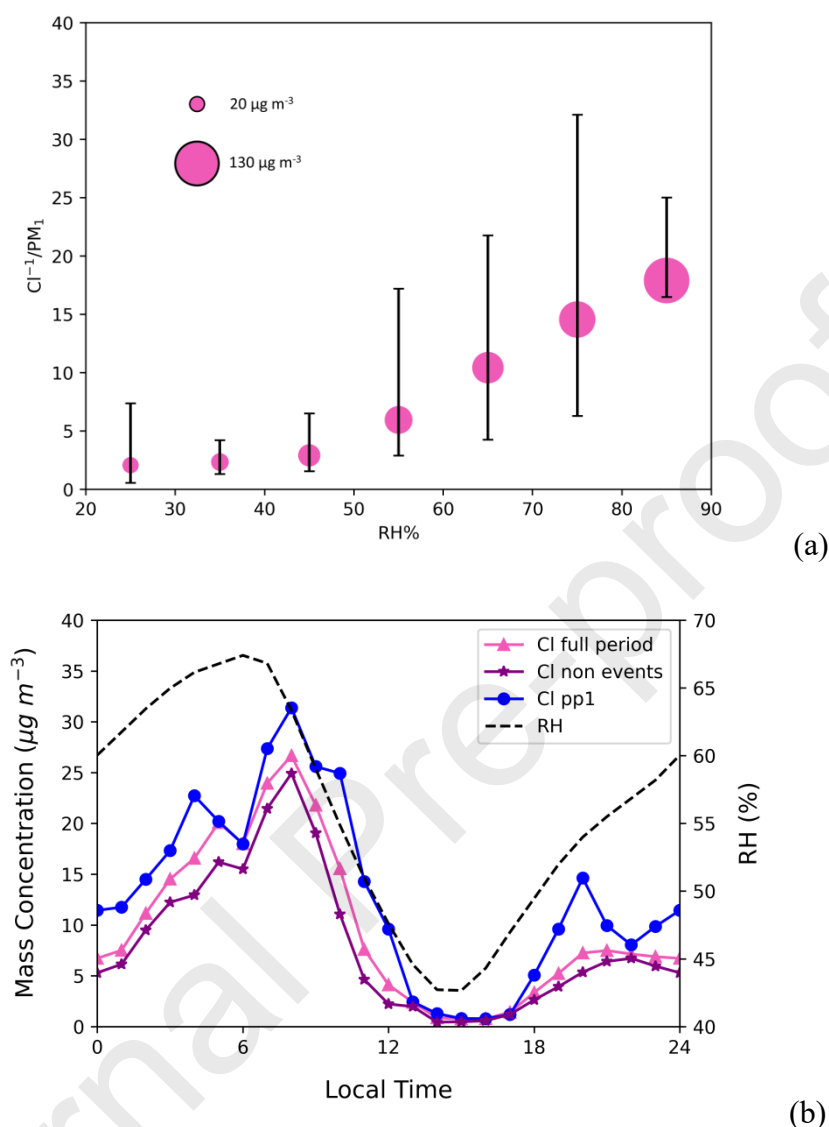 40
35
30
25
20
15
10
5
0
Cl⁻¹/PM₁
20 µg m⁻³
130 µg m⁻³
20 30 40 50 60 70 80 90
RH%
(a)
40
35
30
25
20
15
10
5
0
Mass Concentration (µg m⁻³)
Cl full period
Cl non events
Cl pp1
RH
70
65
60
55
50
45
40
RH (%)
0 6 12 18 24
Local Time
(b)
rnal Pre-proof